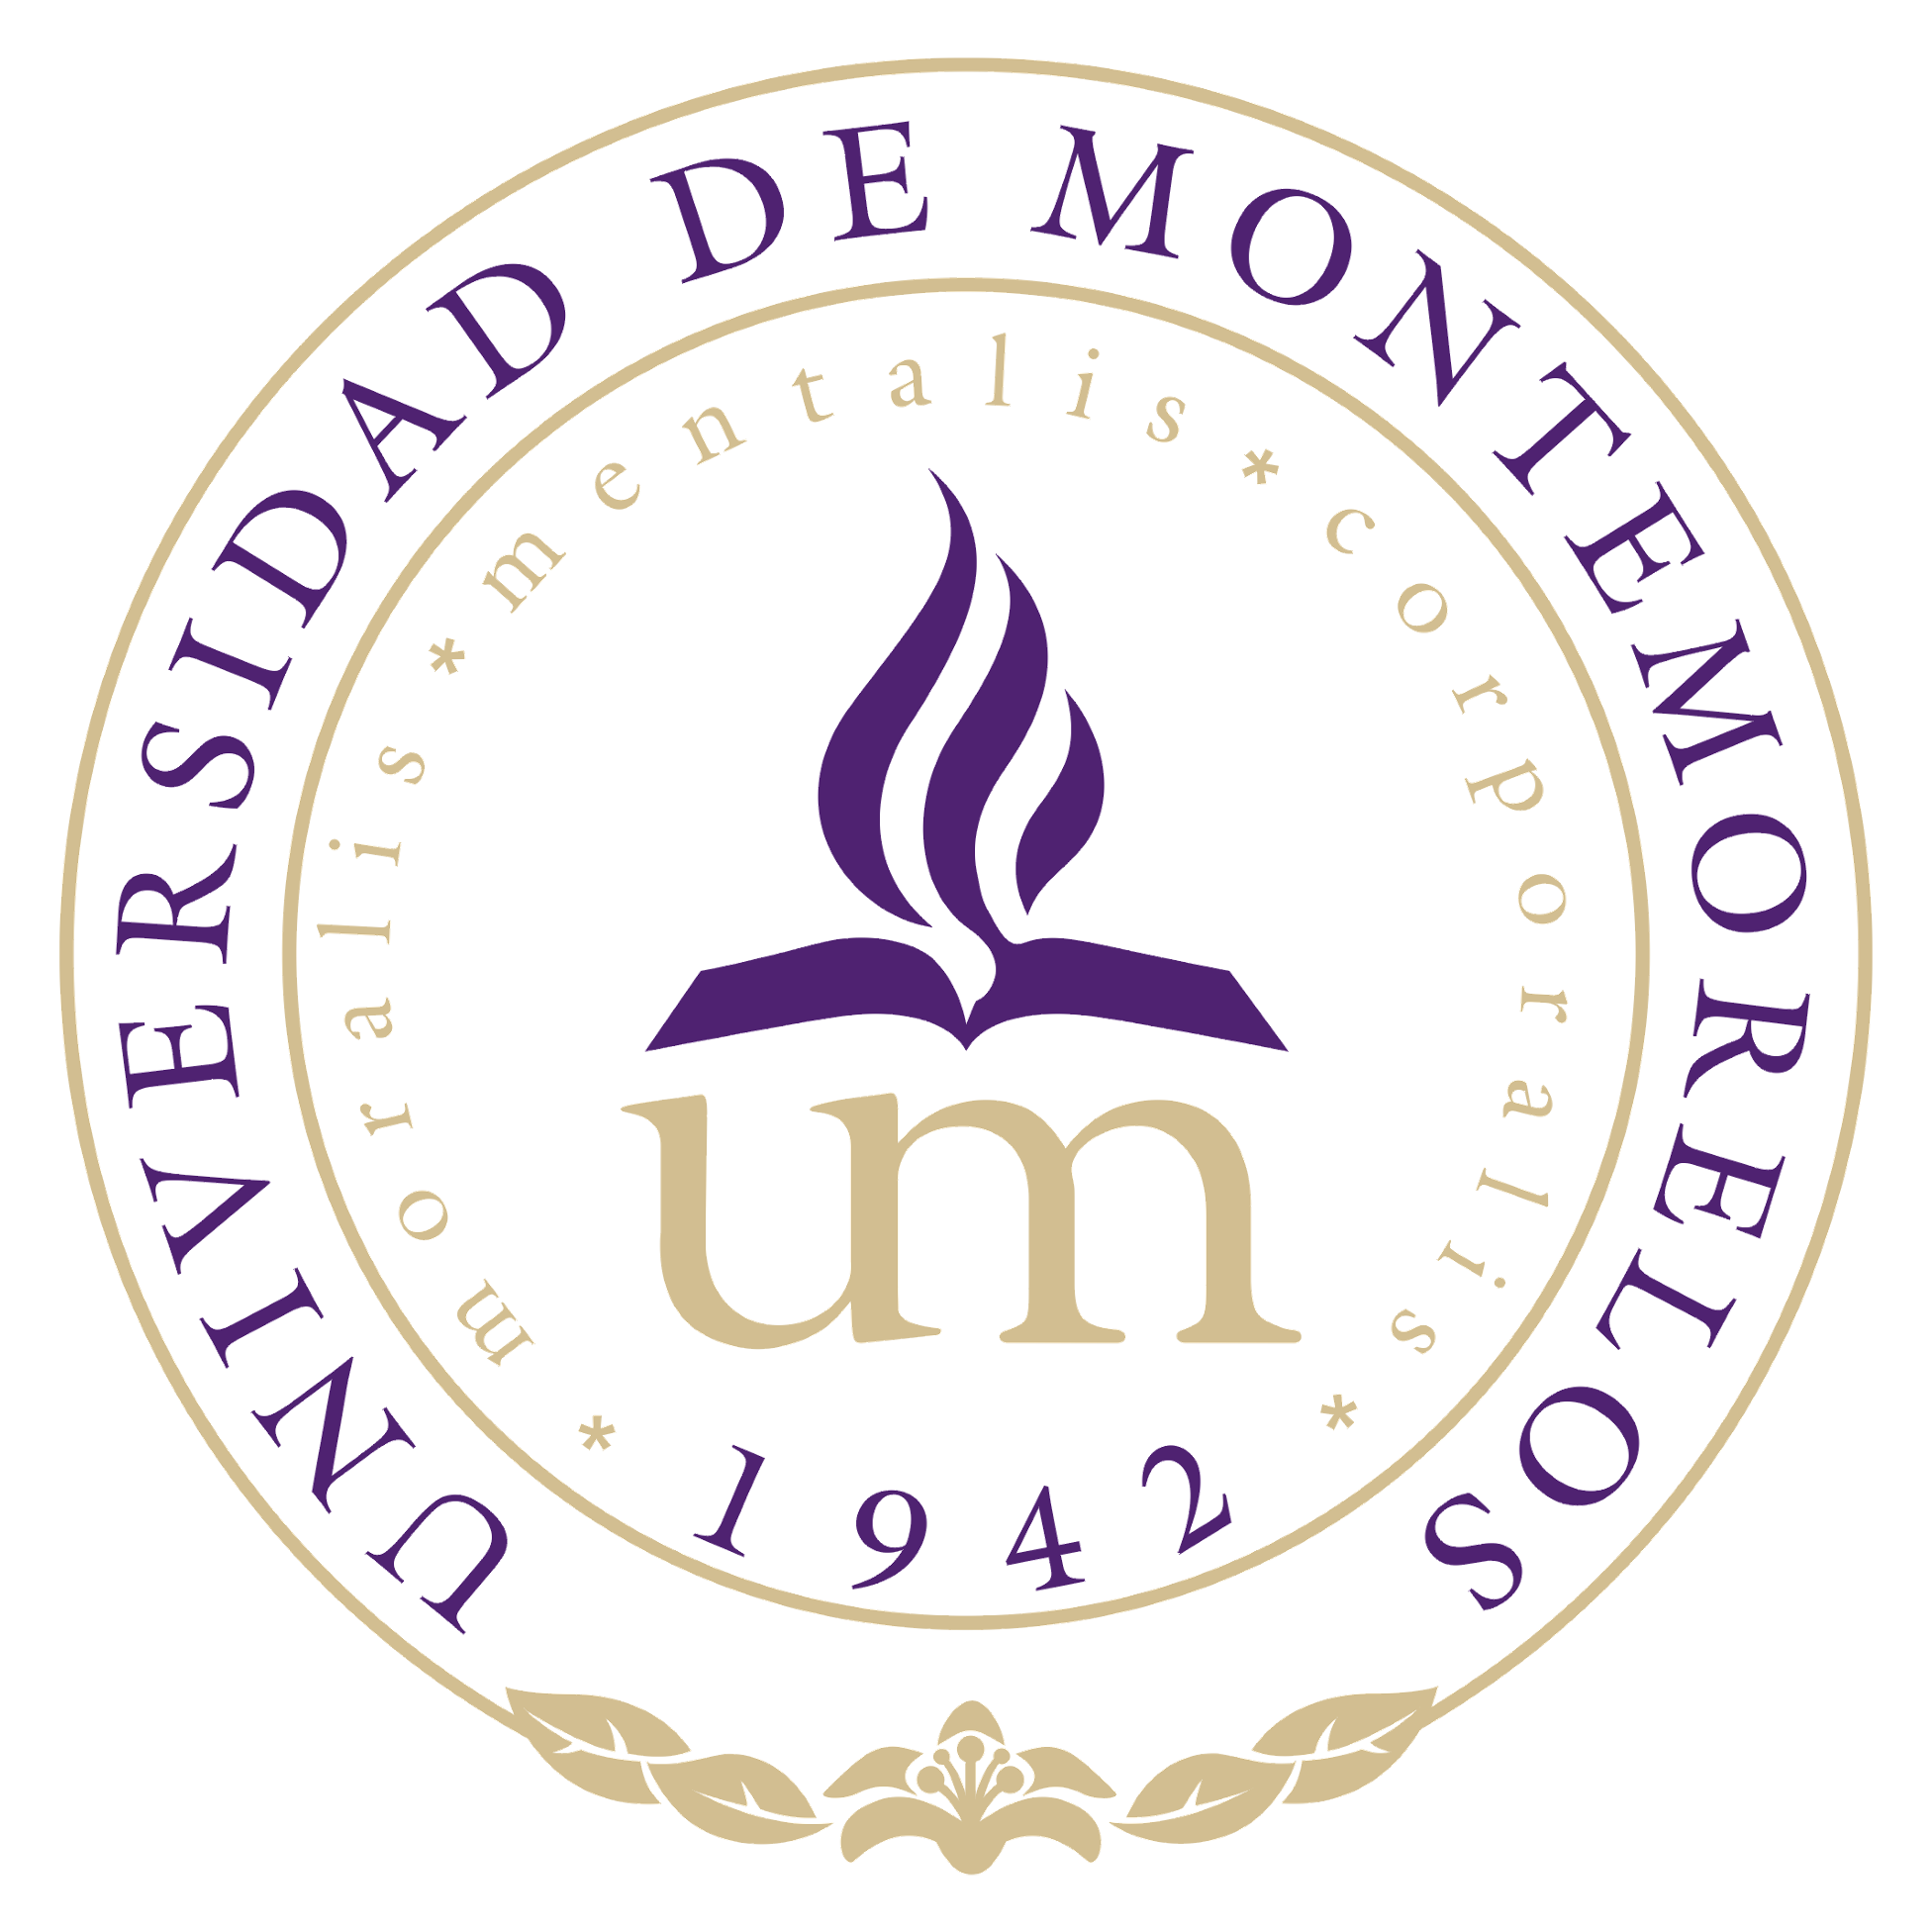 UNIVERSIDAD DE MONTEMORELOS
moralis * mentalis * corporalis
um
* 1942 *